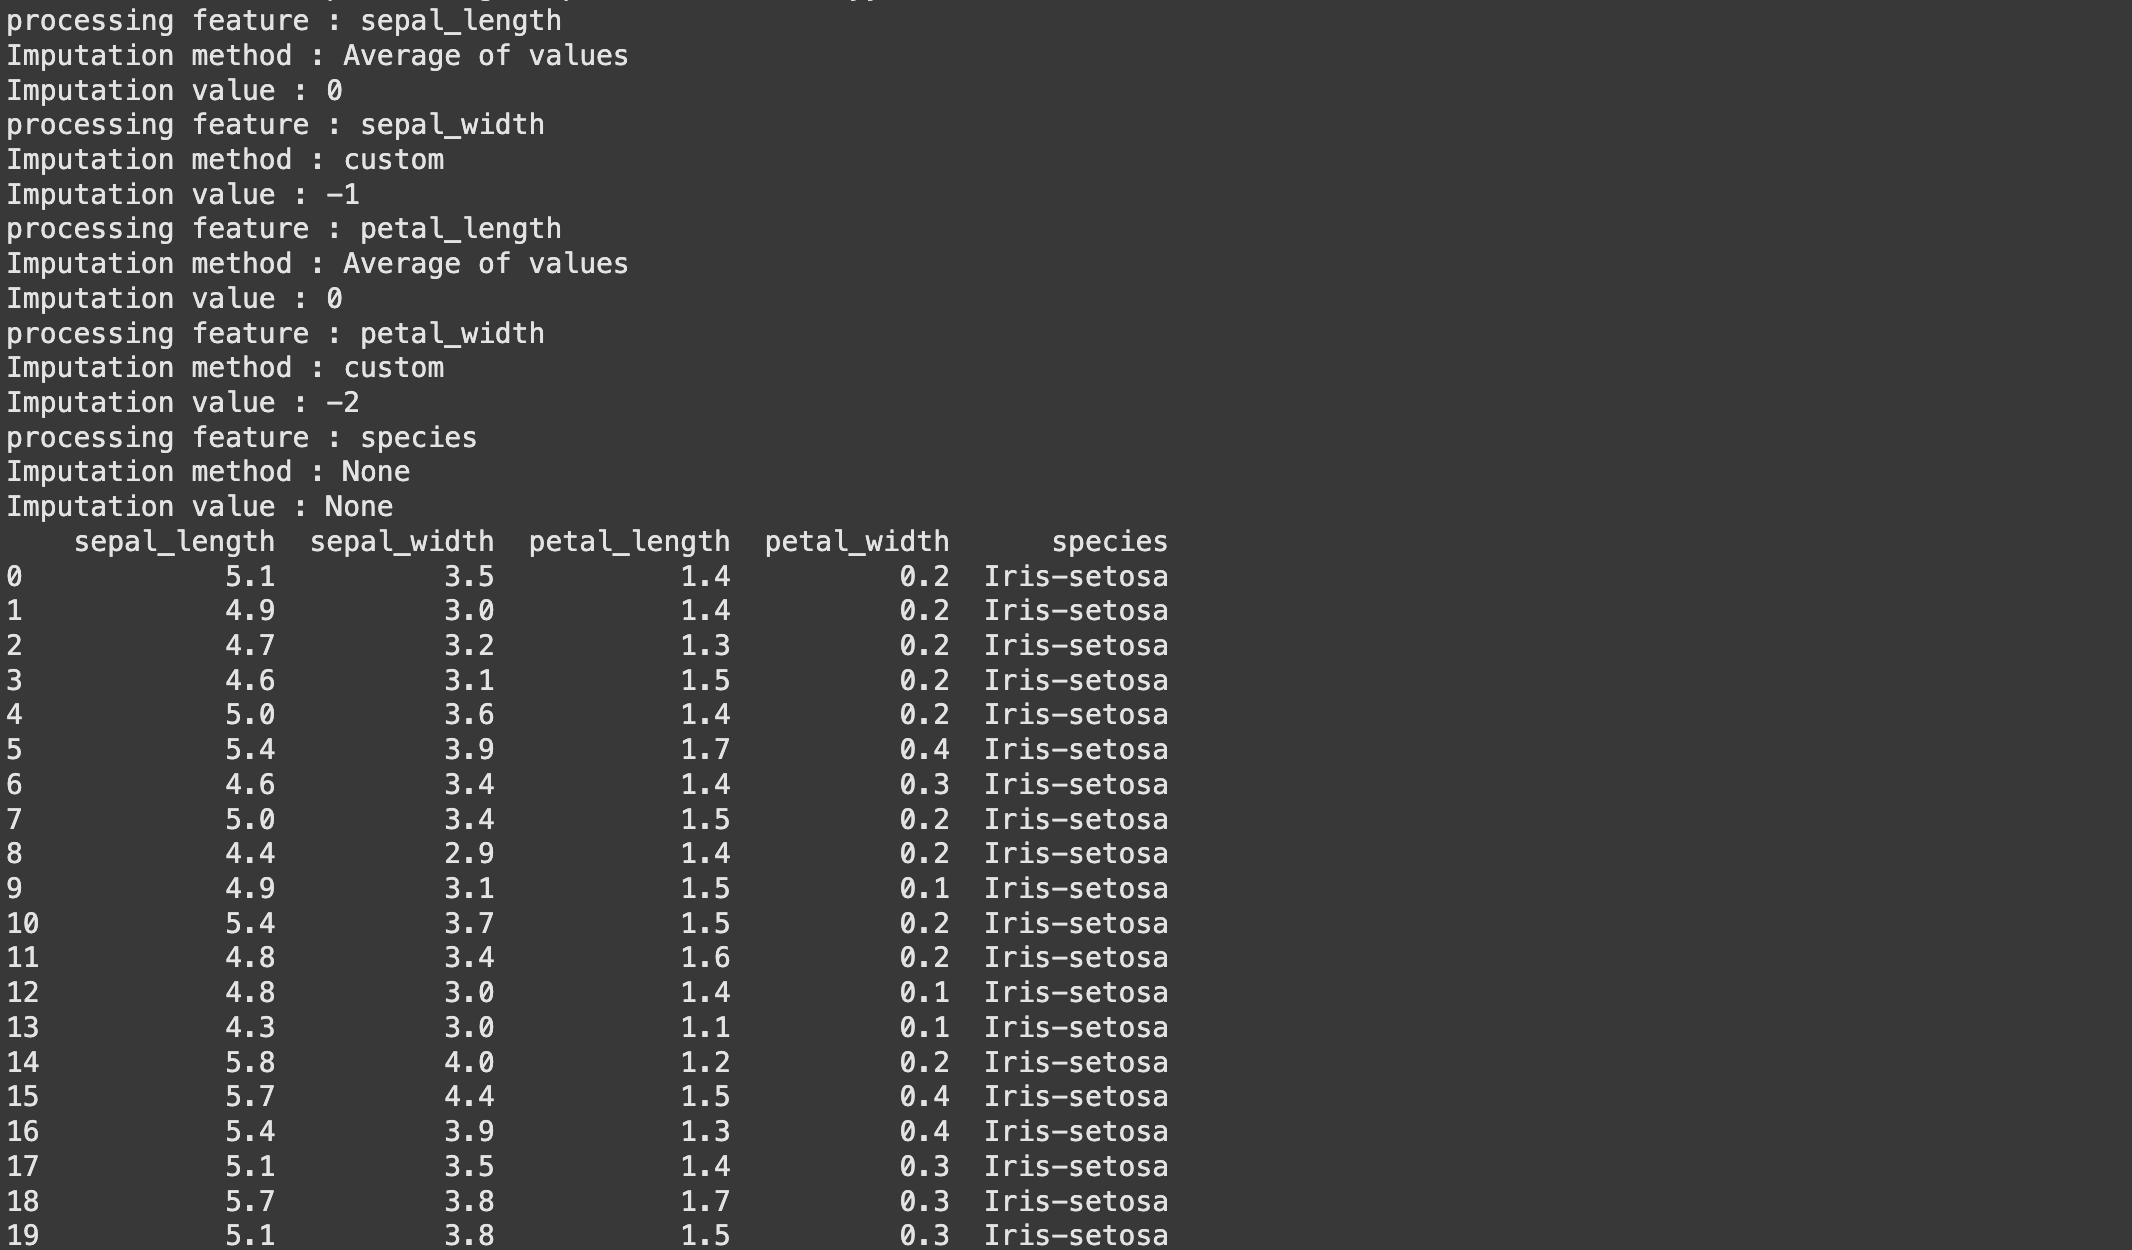 processing feature : sepal_length
Imputation method : Average of values
Imputation value : 0
processing feature : sepal_width
Imputation method : custom
Imputation value : -1
processing feature : petal_length
Imputation method : Average of values
Imputation value : 0
processing feature : petal_width
Imputation method : custom
Imputation value : -2
processing feature : species
Imputation method : None
Imputation value : None
    sepal_length  sepal_width  petal_length  petal_width      species
0            5.1          3.5           1.4          0.2  Iris-setosa
1            4.9          3.0           1.4          0.2  Iris-setosa
2            4.7          3.2           1.3          0.2  Iris-setosa
3            4.6          3.1           1.5          0.2  Iris-setosa
4            5.0          3.6           1.4          0.2  Iris-setosa
5            5.4          3.9           1.7          0.4  Iris-setosa
6            4.6          3.4           1.4          0.3  Iris-setosa
7            5.0          3.4           1.5          0.2  Iris-setosa
8            4.4          2.9           1.4          0.2  Iris-setosa
9            4.9          3.1           1.5          0.1  Iris-setosa
10           5.4          3.7           1.5          0.2  Iris-setosa
11           4.8          3.4           1.6          0.2  Iris-setosa
12           4.8          3.0           1.4          0.1  Iris-setosa
13           4.3          3.0           1.1          0.1  Iris-setosa
14           5.8          4.0           1.2          0.2  Iris-setosa
15           5.7          4.4           1.5          0.4  Iris-setosa
16           5.4          3.9           1.3          0.4  Iris-setosa
17           5.1          3.5           1.4          0.3  Iris-setosa
18           5.7          3.8           1.7          0.3  Iris-setosa
19           5.1          3.8           1.5          0.3  Iris-setosa